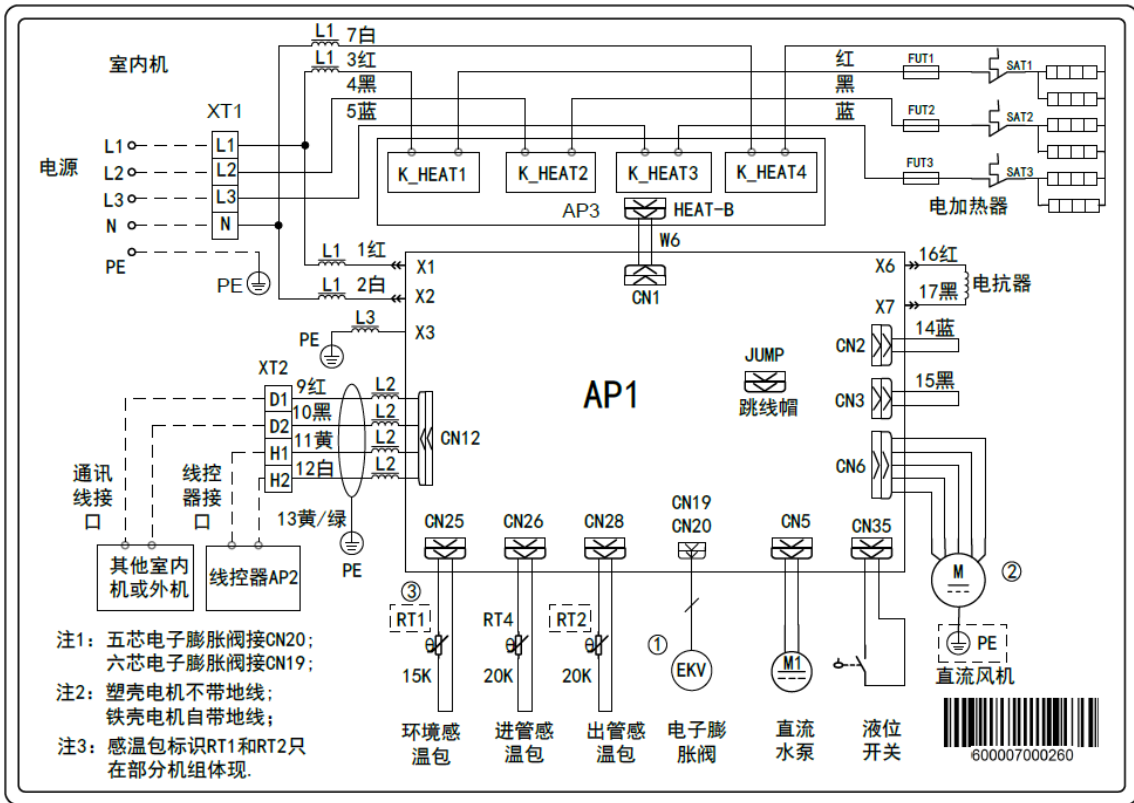 室内机
电源
L1
L2
L3
N
PE
XT1
L1
L2
L3
N
PE
L1 7白
L1 3红
4黑
5蓝
红
黑
蓝
FUT1
SAT1
FUT2
SAT2
FUT3
SAT3
电加热器
K_HEAT1
K_HEAT2
K_HEAT3
K_HEAT4
AP3
HEAT-B
W6
CN1
L1 1红
X1
L1 2白
X2
L3
X3
PE
X6
16红
X7
17黑
电抗器
CN2
14蓝
CN3
15黑
CN6
JUMP
跳线帽
AP1
XT2
D1
D2
H1
H2
9红
10黑
11黄
12白
L2
L2
L2
L2
CN12
13黄/绿
PE
通讯
线接
口
线控
器接
口
其他室内
机或外机
线控器AP2
CN25
CN26
CN28
CN19
CN20
CN5
CN35
③
RT1
15K
RT4
20K
RT2
20K
①
EKV
M1
M
②
PE
直流风机
环境感
温包
进管感
温包
出管感
温包
电子膨
胀阀
直流
水泵
液位
开关
注1: 五芯电子膨胀阀接CN20;
六芯电子膨胀阀接CN19;
注2: 塑壳电机不带地线;
铁壳电机自带地线;
注3: 感温包标识RT1和RT2只
在部分机组体现.
600007000260